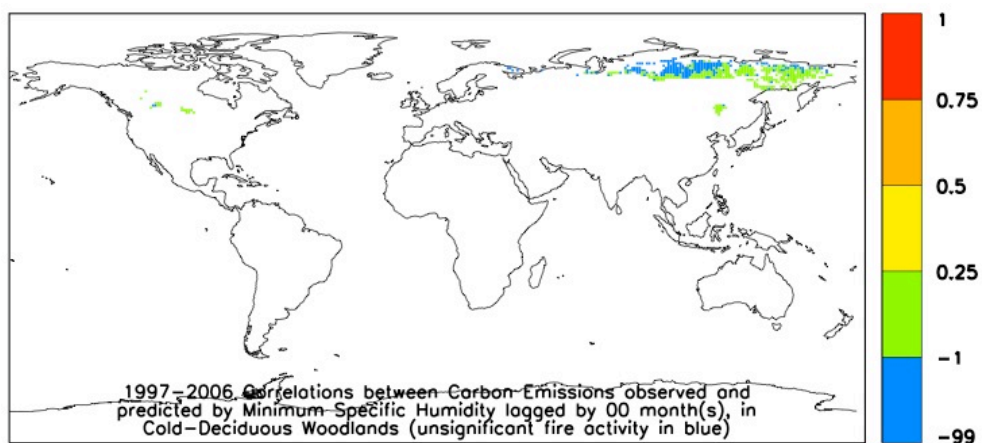 1
0.75
0.5
0.25
-1
-99
1997-2006 Correlations between Carbon Emissions observed and
predicted by Minimum Specific Humidity lagged by 00 month(s), in
Cold-Deciduous Woodlands (unsignificant fire activity in blue)